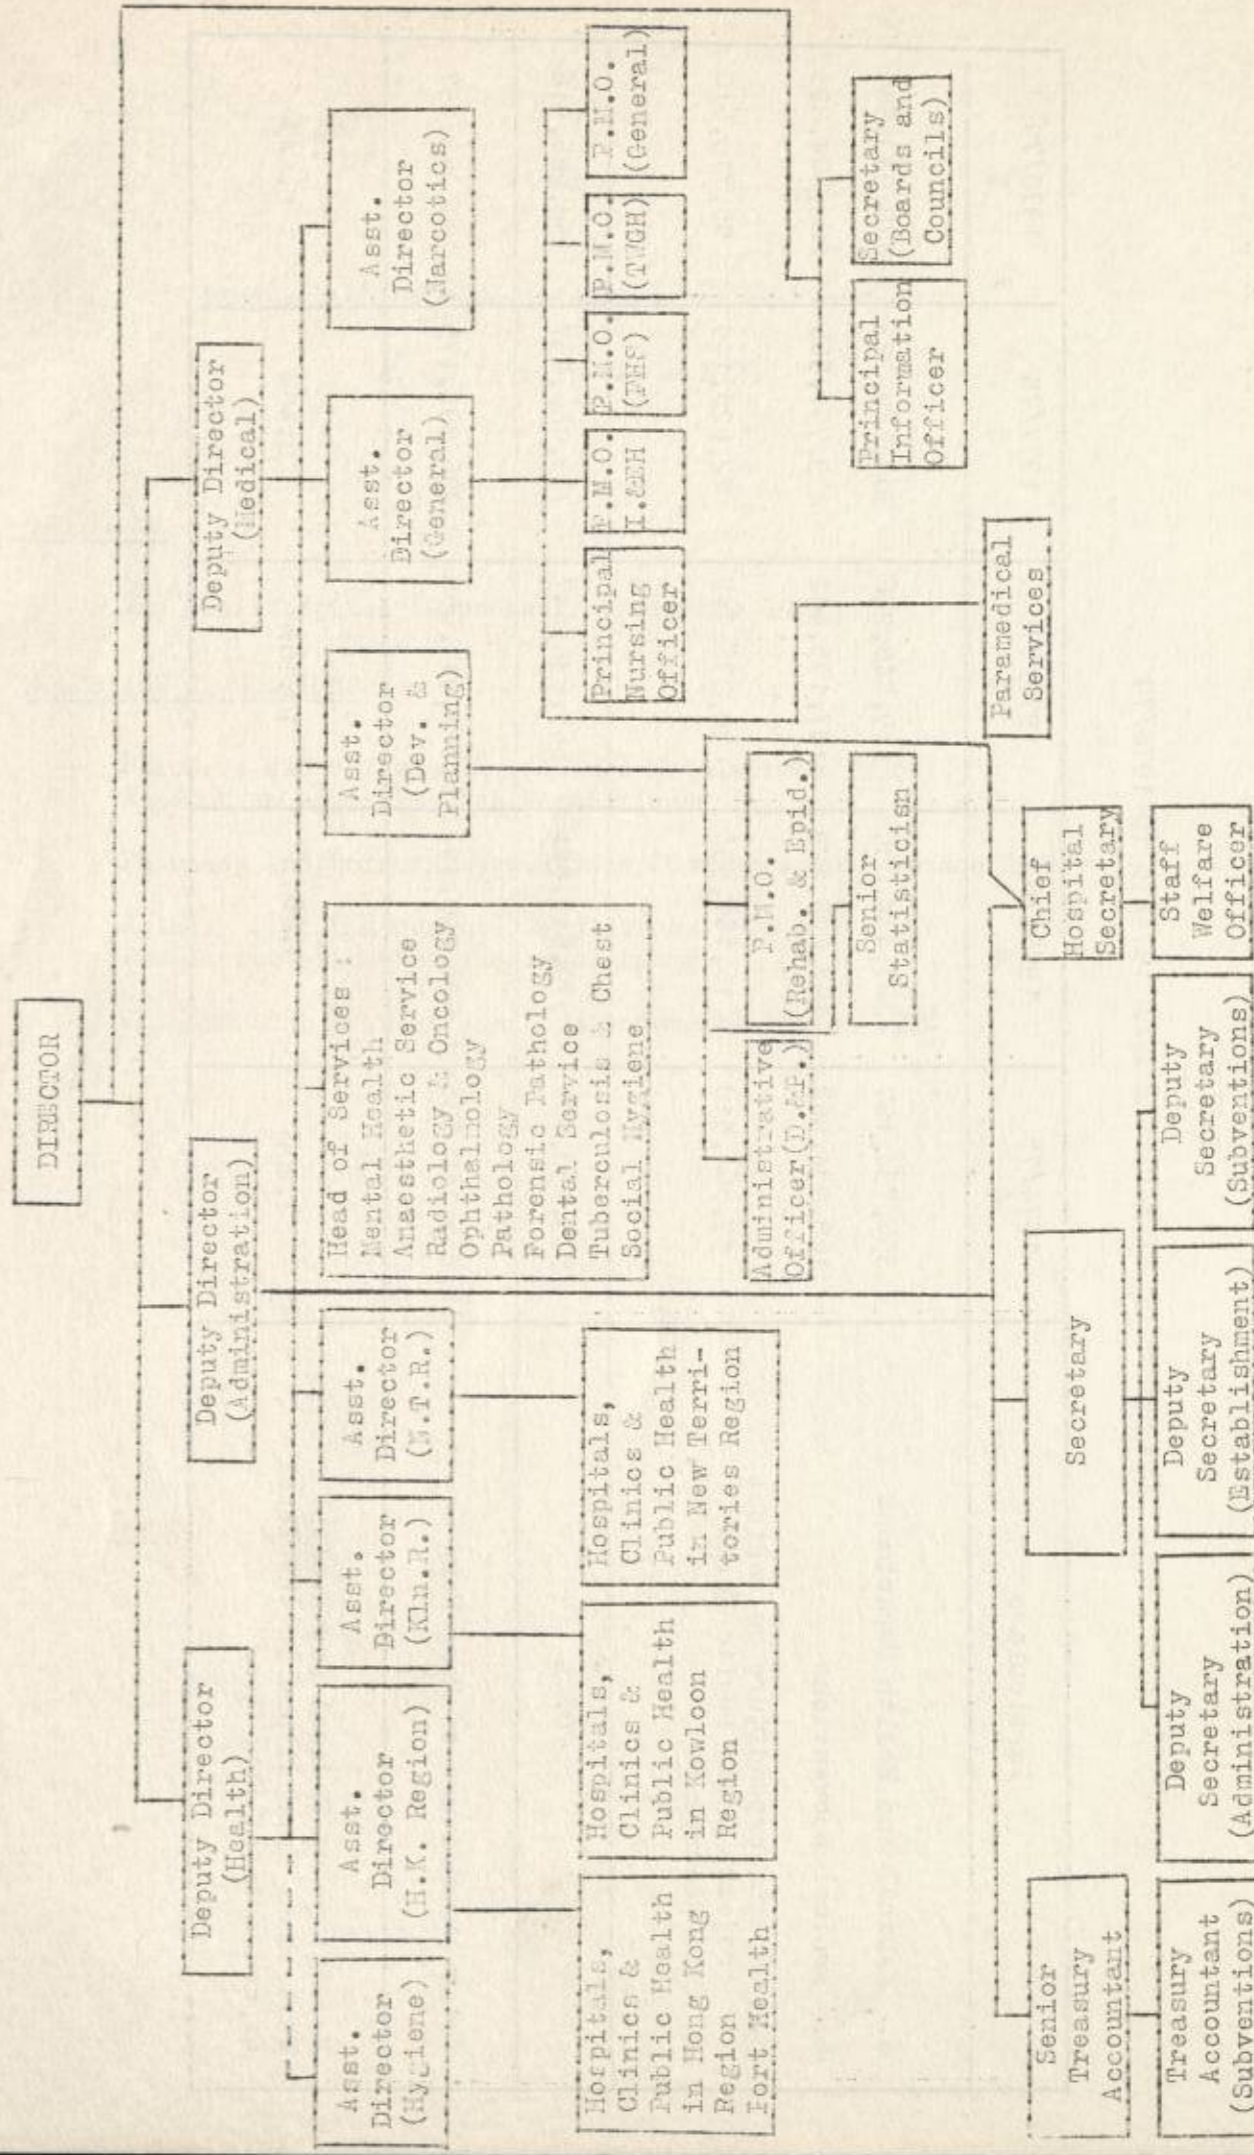 DIRECTOR
Deputy Director
(Health)
Deputy Director
(Administration)
Deputy Director
(Medical)
Asst.
Director
(Hygiene)
Asst.
Director
(H.K. Region)
Asst.
Director
(Kln.R.)
Asst.
Director
(N.T.R.)
Head of Services :
Mental Health
Anaesthetic Service
Radiology & Oncology
Ophthalmology
Pathology
Forensic Pathology
Dental Service
Tuberculosis & Chest
Social Hygiene
Asst.
Director
(Dev. &
Planning)
Asst.
Director
(General)
Asst.
Director
(Narcotics)
Hospitals,
Clinics &
Public Health
in Hong Kong
Region
Port Health
Hospitals,
Clinics &
Public Health
in Kowloon
Region
Hospitals,
Clinics &
Public Health
in New Terri-
tories Region
Principal
Nursing
Officer
P.M.O.
I.&EH
P.M.O.
(PHS)
P.M.O.
(TWGH)
P.M.O.
(General)
Administrative
Officer(D.&P.)
P.M.O.
(Rehab. & Epid.)
Senior
Statistician
Principal
Information
Officer
Secretary
(Boards and
Councils)
Paramedical
Services
Senior
Treasury
Accountant
Secretary
Chief
Hospital
Secretary
Treasury
Accountant
(Subventions)
Deputy
Secretary
(Administration)
Deputy
Secretary
(Establishment)
Deputy
Secretary
(Subventions)
Staff
Welfare
Officer